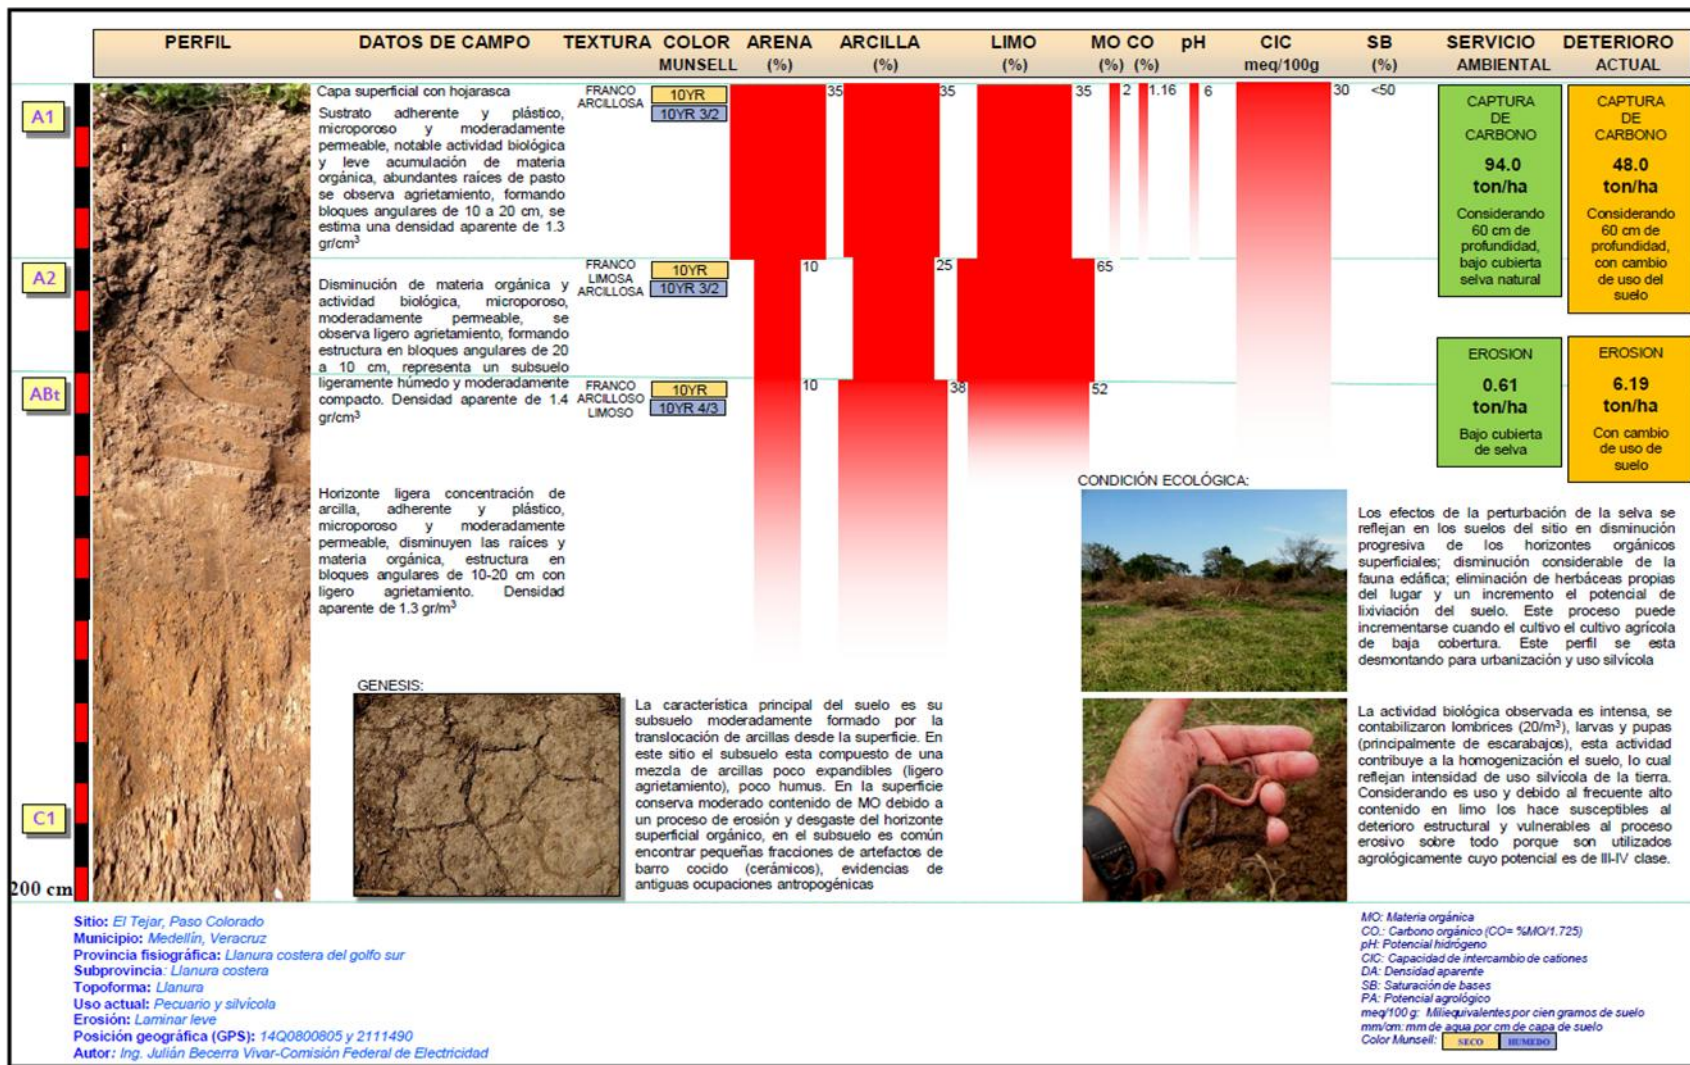 PERFIL DATOS DE CAMPO TEXTURA COLOR ARENA ARCILLA LIMO MO CO pH CIC SB SERVICIO DETERIORO
MUNSELL (%) (%) (%) (%) (%) meq/100g (%) AMBIENTAL ACTUAL
A1
Capa superficial con hojarasca
Sustrato adherente y plástico,
microporoso y moderadamente
permeable, notable actividad biológica
y leve acumulación de materia
orgánica, abundantes raíces de pasto
se observa agrietamiento, formando
bloques angulares de 10 a 20 cm, se
estima una densidad aparente de 1.3
gr/cm³
FRANCO
ARCILLOSA
10YR
10YR 3/2
35 35 35 2 1.16 6 30 <50
CAPTURA
DE
CARBONO
94.0
ton/ha
Considerando
60 cm de
profundidad,
bajo cubierta
selva natural
CAPTURA
DE
CARBONO
48.0
ton/ha
Considerando
60 cm de
profundidad,
con cambio
de uso del
suelo
A2
Disminución de materia orgánica y
actividad biológica, microporoso,
moderadamente permeable, se
observa ligero agrietamiento, formando
estructura en bloques angulares de 20
a 10 cm, representa un subsuelo
ligeramente húmedo y moderadamente
compacto. Densidad aparente de 1.4
gr/cm³
FRANCO
LIMOSA
ARCILLOSA
10YR
10YR 3/2
10 25 65
EROSION
0.61
ton/ha
Bajo cubierta
de selva
EROSION
6.19
ton/ha
Con cambio
de uso de
suelo
ABt
FRANCO
ARCILLOSO
LIMOSO
10YR
10YR 4/3
10 38 52
Horizonte ligera concentración de
arcilla, adherente y plástico,
microporoso y moderadamente
permeable, disminuyen las raíces y
materia orgánica, estructura en
bloques angulares de 10-20 cm con
ligero agrietamiento. Densidad
aparente de 1.3 gr/m³
C1
200 cm
GENESIS:
La característica principal del suelo es su
subsuelo moderadamente formado por la
translocación de arcillas desde la superficie. En
este sitio el subsuelo esta compuesto de una
mezcla de arcillas poco expandibles (ligero
agrietamiento), poco humus. En la superficie
conserva moderado contenido de MO debido a
un proceso de erosión y desgaste del horizonte
superficial orgánico, en el subsuelo es común
encontrar pequeñas fracciones de artefactos de
barro cocido (cerámicos), evidencias de
antiguas ocupaciones antropogénicas
CONDICIÓN ECOLÓGICA:
Los efectos de la perturbación de la selva se
reflejan en los suelos del sitio en disminución
progresiva de los horizontes orgánicos
superficiales; disminución considerable de la
fauna edáfica; eliminación de herbáceas propias
del lugar y un incremento el potencial de
lixiviación del suelo. Este proceso puede
incrementarse cuando el cultivo el cultivo agrícola
de baja cobertura. Este perfil se esta
desmontando para urbanización y uso silvícola
La actividad biológica observada es intensa, se
contabilizaron lombrices (20/m³), larvas y pupas
(principalmente de escarabajos), esta actividad
contribuye a la homogenización el suelo, lo cual
reflejan intensidad de uso silvícola de la tierra.
Considerando es uso y debido al frecuente alto
contenido en limo los hace susceptibles al
deterioro estructural y vulnerables al proceso
erosivo sobre todo porque son utilizados
agrológicamente cuyo potencial es de III-IV clase.
Sitio: El Tejar, Paso Colorado
Municipio: Medellín, Veracruz
Provincia fisiográfica: Llanura costera del golfo sur
Subprovincia: Llanura costera
Topoforma: Llanura
Uso actual: Pecuario y silvícola
Erosión: Laminar leve
Posición geográfica (GPS): 14Q0800805 y 2111490
Autor: Ing. Julián Becerra Vivar-Comisión Federal de Electricidad
MO: Materia orgánica
CO.: Carbono orgánico (CO= %MO/1.725)
pH: Potencial hidrógeno
CIC: Capacidad de intercambio de cationes
DA: Densidad aparente
SB: Saturación de bases
PA: Potencial agrológico
meq/100 g: Miliequivalentes por cien gramos de suelo
mm/cm: mm de agua por cm de capa de suelo
Color Munsell: SECO HUMEDO